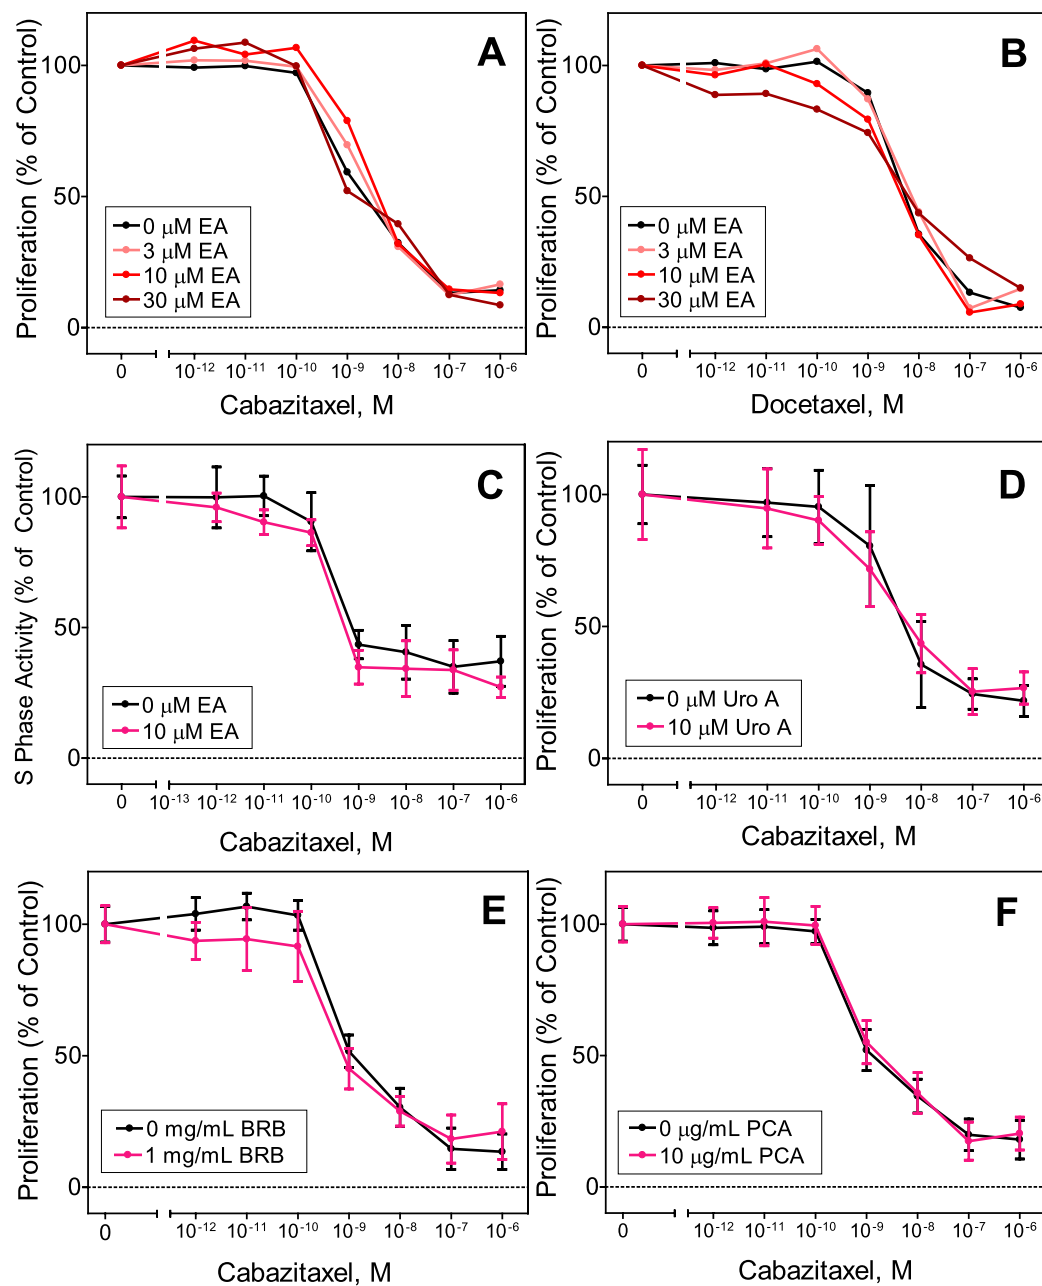 A
Proliferation (% of Control)
100
50
0
0 μM EA
3 μM EA
10 μM EA
30 μM EA
0 10-12 10-11 10-10 10-9 10-8 10-7 10-6
Cabazitaxel, M
B
Proliferation (% of Control)
100
50
0
0 μM EA
3 μM EA
10 μM EA
30 μM EA
0 10-12 10-11 10-10 10-9 10-8 10-7 10-6
Docetaxel, M
C
S Phase Activity (% of Control)
100
50
0
0 μM EA
10 μM EA
0 10-13 10-12 10-11 10-10 10-9 10-8 10-7 10-6
Cabazitaxel, M
D
Proliferation (% of Control)
100
50
0
0 μM Uro A
10 μM Uro A
0 10-12 10-11 10-10 10-9 10-8 10-7 10-6
Cabazitaxel, M
E
Proliferation (% of Control)
100
50
0
0 mg/mL BRB
1 mg/mL BRB
0 10-12 10-11 10-10 10-9 10-8 10-7 10-6
Cabazitaxel, M
F
Proliferation (% of Control)
100
50
0
0 μg/mL PCA
10 μg/mL PCA
0 10-12 10-11 10-10 10-9 10-8 10-7 10-6
Cabazitaxel, M